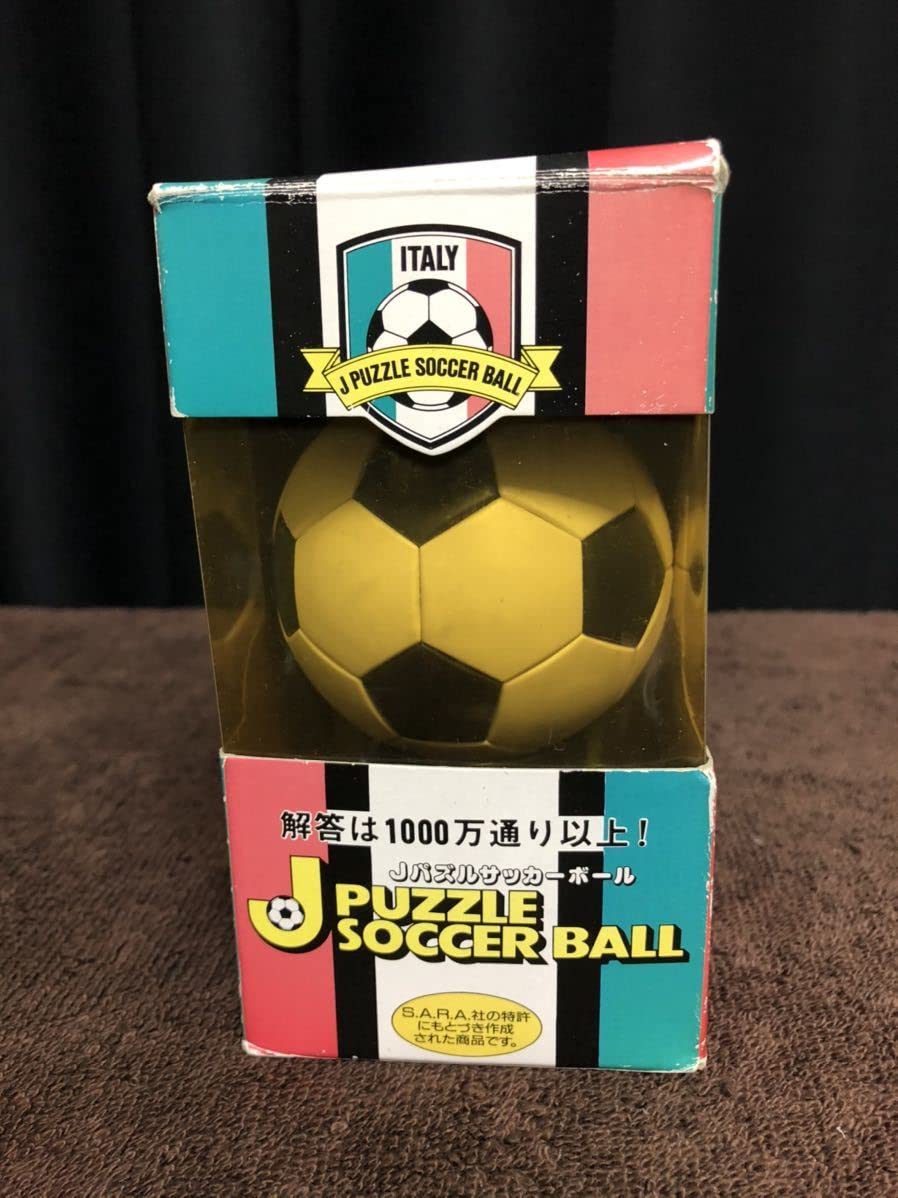 ITALY
J PUZZLE SOCCER BALL
解答は1000万通り以上!
Jパズルサッカーボール
J PUZZLE
SOCCER BALL
S.A.R.A.社の特許
にもとづき作成
された商品です。